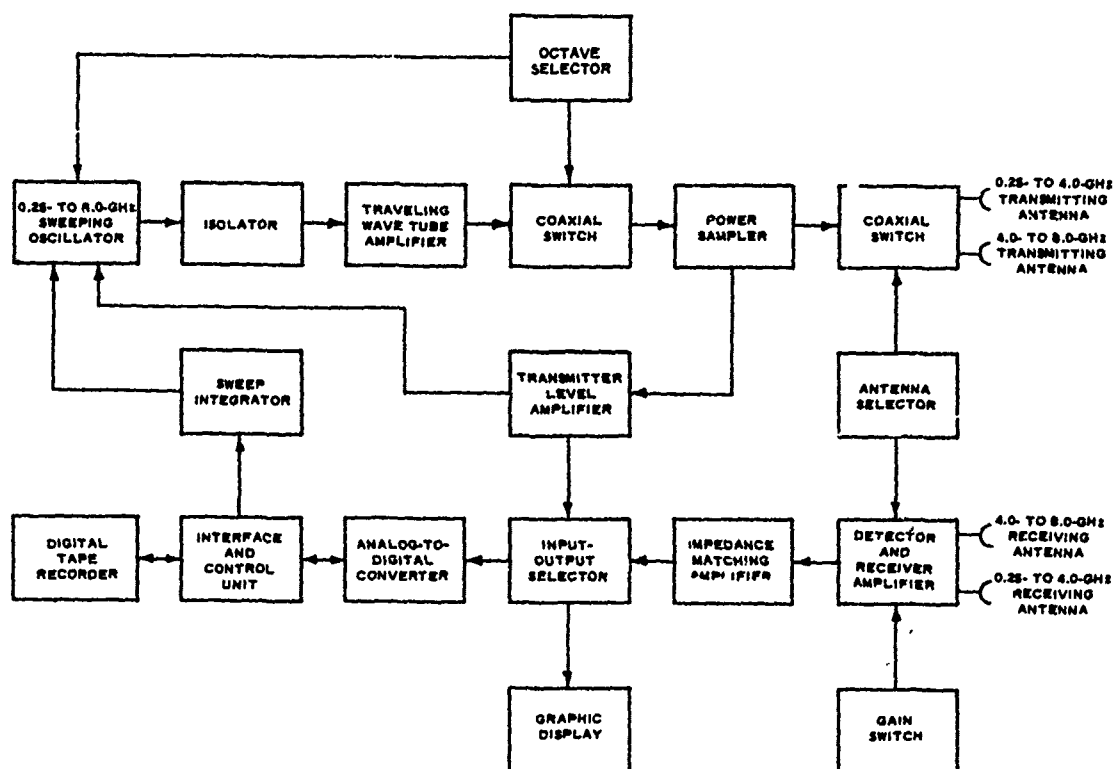 OCTAVE
SELECTOR
0.25- TO 8.0-GHz
SWEEPING
OSCILLATOR
ISOLATOR
TRAVELING
WAVE TUBE
AMPLIFIER
COAXIAL
SWITCH
POWER
SAMPLER
COAXIAL
SWITCH
0.25- TO 4.0-GHz
TRANSMITTING
ANTENNA
4.0- TO 8.0-GHz
TRANSMITTING
ANTENNA
SWEEP
INTEGRATOR
TRANSMITTER
LEVEL
AMPLIFIER
ANTENNA
SELECTOR
DIGITAL
TAPE
RECORDER
INTERFACE
AND
CONTROL
UNIT
ANALOG-TO-
DIGITAL
CONVERTER
INPUT-
OUTPUT
SELECTOR
IMPEDANCE
MATCHING
AMPLIFIER
DETECTOR
AND
RECEIVER
AMPLIFIER
4.0- TO 8.0-GHz
RECEIVING
ANTENNA
0.25- TO 4.0-GHz
RECEIVING
ANTENNA
GRAPHIC
DISPLAY
GAIN
SWITCH